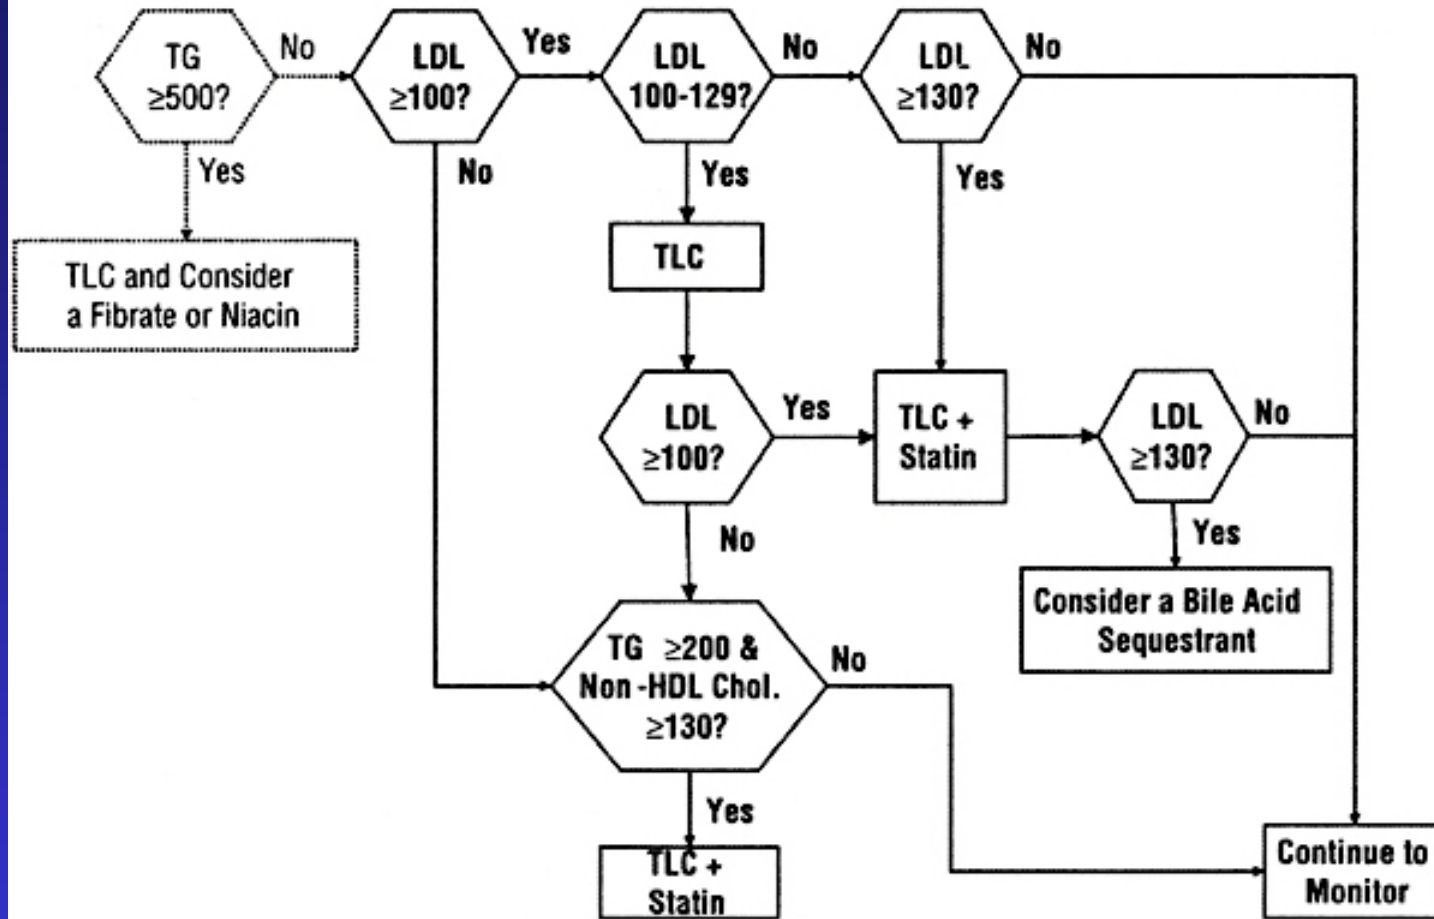 TG
≥500?
No
LDL
≥100?
Yes
LDL
100-129?
No
LDL
≥130?
No
Yes
No
Yes
Yes
TLC and Consider
a Fibrate or Niacin
TLC
LDL
≥100?
Yes
TLC +
Statin
LDL
≥130?
No
No
Yes
Consider a Bile Acid
Sequestrant
TG ≥200 &
Non-HDL Chol.
≥130?
No
Yes
TLC +
Statin
Continue to
Monitor